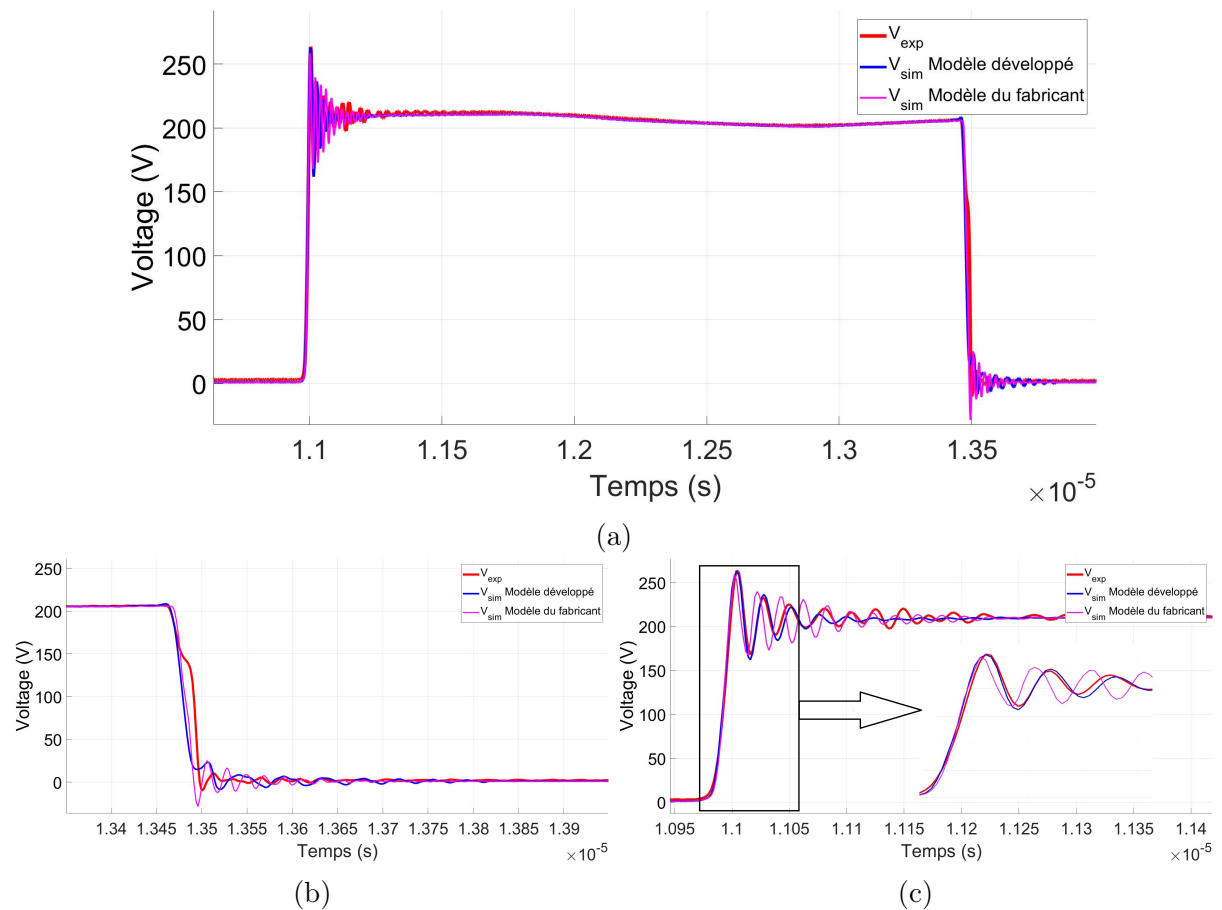 V_exp
V_sim Modèle développé
V_sim Modèle du fabricant
250
200
150
100
50
0
Voltage (V)
1.1 1.15 1.2 1.25 1.3 1.35
Temps (s)
×10^-5
(a)
V_exp
V_sim Modèle développé
V_sim Modèle du fabricant
250
200
150
100
50
0
Voltage (V)
1.34 1.345 1.35 1.355 1.36 1.365 1.37 1.375 1.38 1.385 1.39
Temps (s)
×10^-5
(b)
V_exp
V_sim Modèle développé
V_sim Modèle du fabricant
250
200
150
100
50
0
Voltage (V)
1.095 1.1 1.105 1.11 1.115 1.12 1.125 1.13 1.135 1.14
Temps (s)
×10^-5
(c)